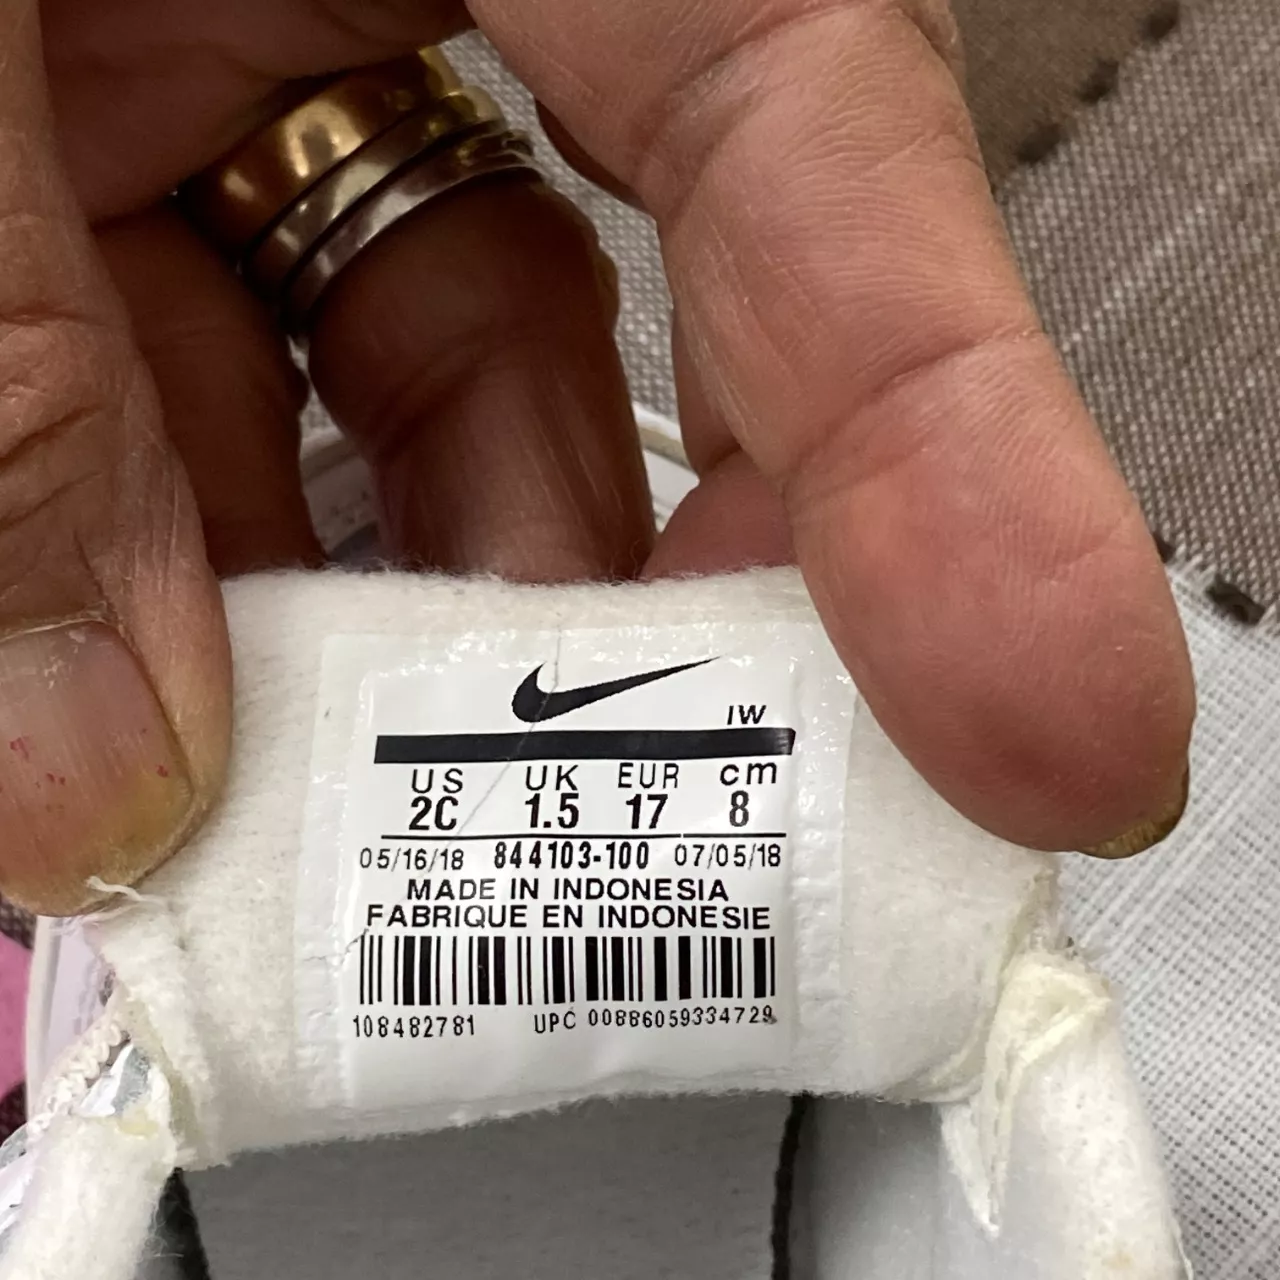 IW
US UK EUR cm
2C 1.5 17 8
05/16/18 844103-100 07/05/18
MADE IN INDONESIA
FABRIQUE EN INDONESIE
108482781 UPC 00886059334729